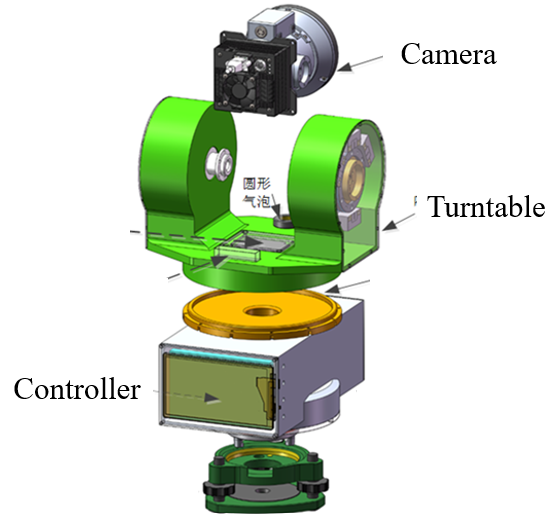 Camera
圆形
气泡
Turntable
Controller